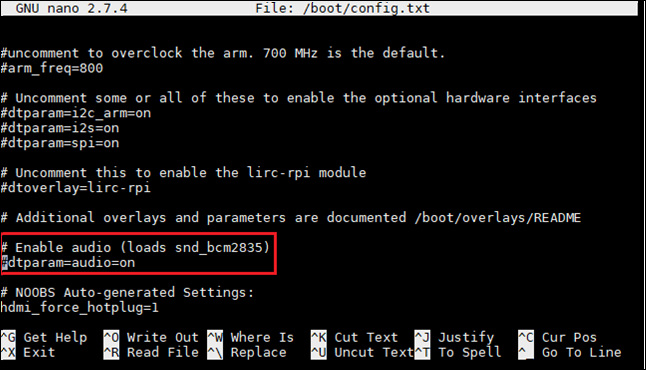 GNU nano 2.7.4 File: /boot/config.txt
#uncomment to overclock the arm. 700 MHz is the default.
#arm_freq=800
# Uncomment some or all of these to enable the optional hardware interfaces
#dtparam=i2c_arm=on
#dtparam=i2s=on
#dtparam=spi=on
# Uncomment this to enable the lirc-rpi module
#dtoverlay=lirc-rpi
# Additional overlays and parameters are documented /boot/overlays/README
# Enable audio (loads snd_bcm2835)
#dtparam=audio=on
# NOOBS Auto-generated Settings:
hdmi_force_hotplug=1
^G Get Help ^O Write Out ^W Where Is ^K Cut Text ^J Justify ^C Cur Pos
^X Exit ^R Read File ^\ Replace ^U Uncut Text ^T To Spell ^_ Go To Line